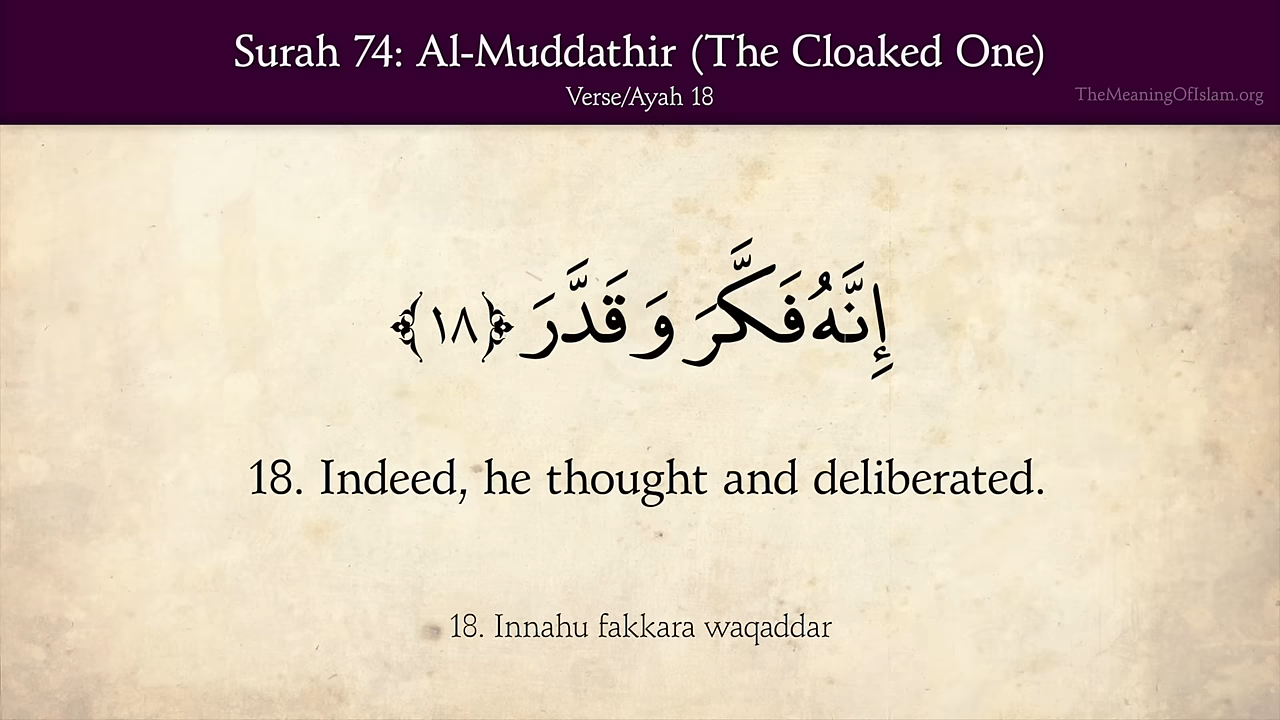 Surah 74: Al-Muddathir (The Cloaked One)
Verse/Ayah 18
TheMeaningOfIslam.org
إِنَّهُ فَكَّرَ وَ قَدَّرَ ﴿١٨﴾
18. Indeed, he thought and deliberated.
18. Innahu fakkara waqaddar